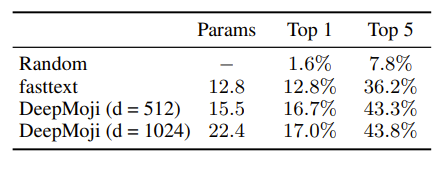 Params Top 1 Top 5
Random – 1.6% 7.8%
fasttext 12.8 12.8% 36.2%
DeepMoji (d = 512) 15.5 16.7% 43.3%
DeepMoji (d = 1024) 22.4 17.0% 43.8%